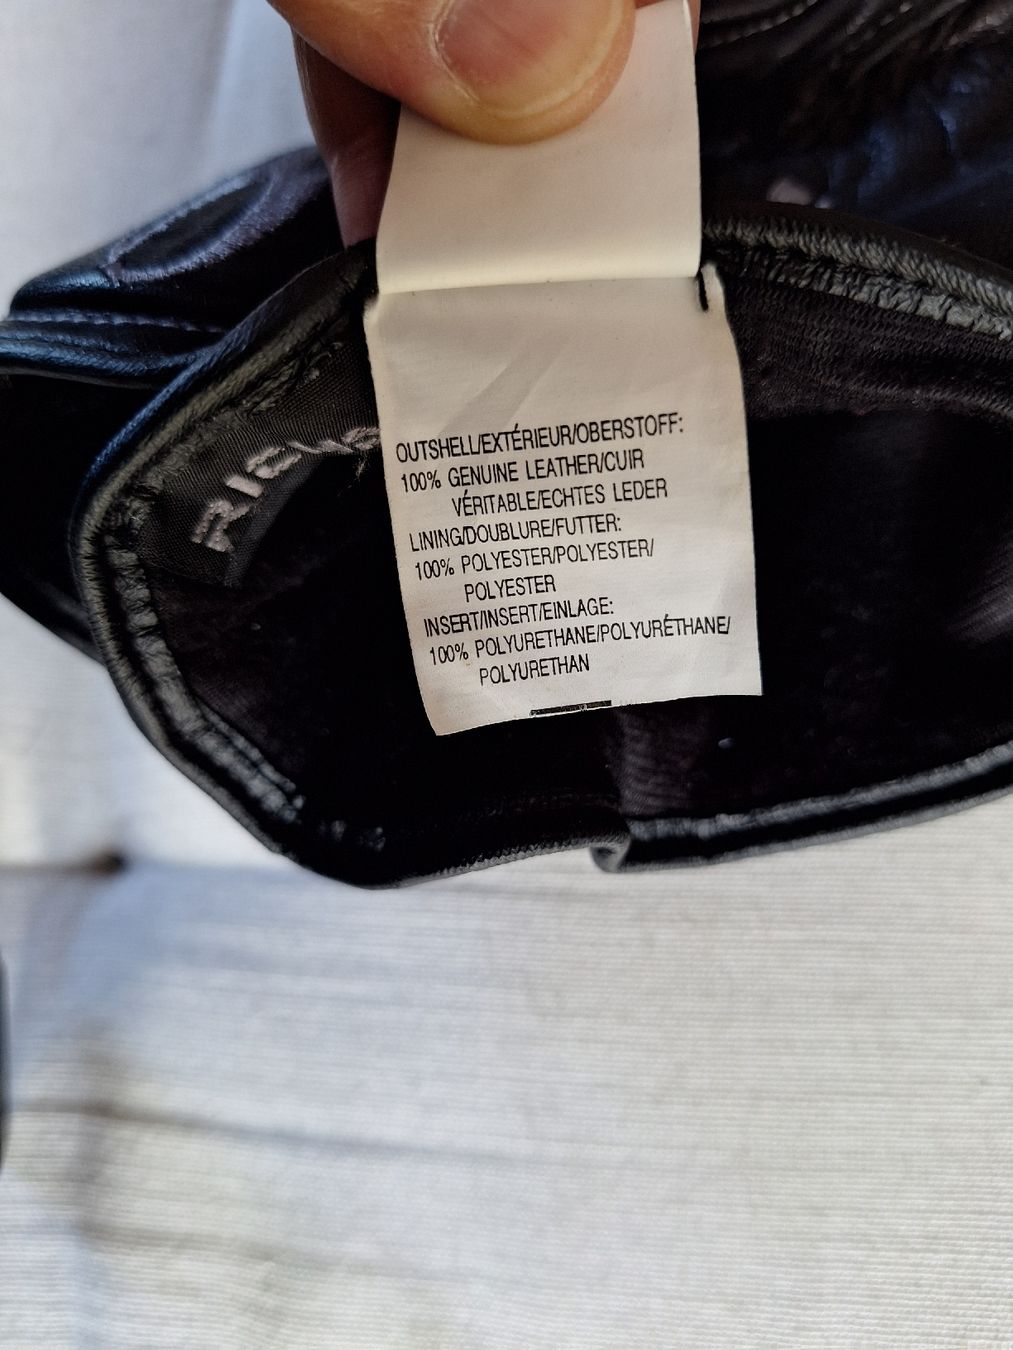 OUTSHELL/EXTÉRIEUR/OBERSTOFF:
100% GENUINE LEATHER/CUIR
VÉRITABLE/ECHTES LEDER
LINING/DOUBLURE/FUTTER:
100% POLYESTER/POLYESTER/
POLYESTER
INSERT/INSERT/EINLAGE:
100% POLYURETHANE/POLYURÉTHANE/
POLYURETHAN